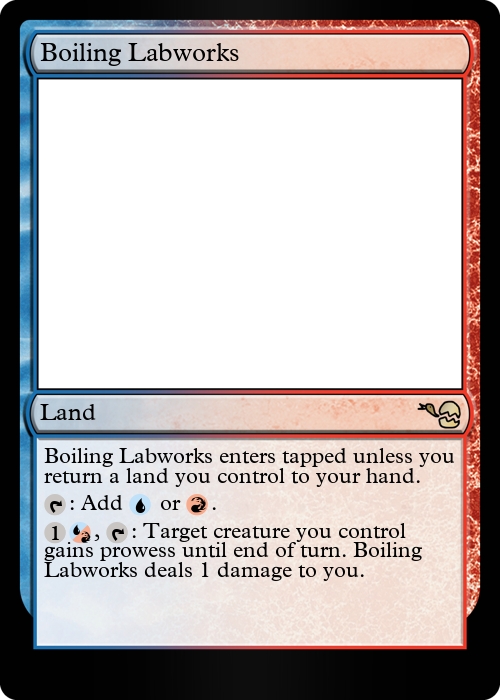 Boiling Labworks
Land
Boiling Labworks enters tapped unless you
return a land you control to your hand.
: Add or .
1 , : Target creature you control
gains prowess until end of turn. Boiling
Labworks deals 1 damage to you.